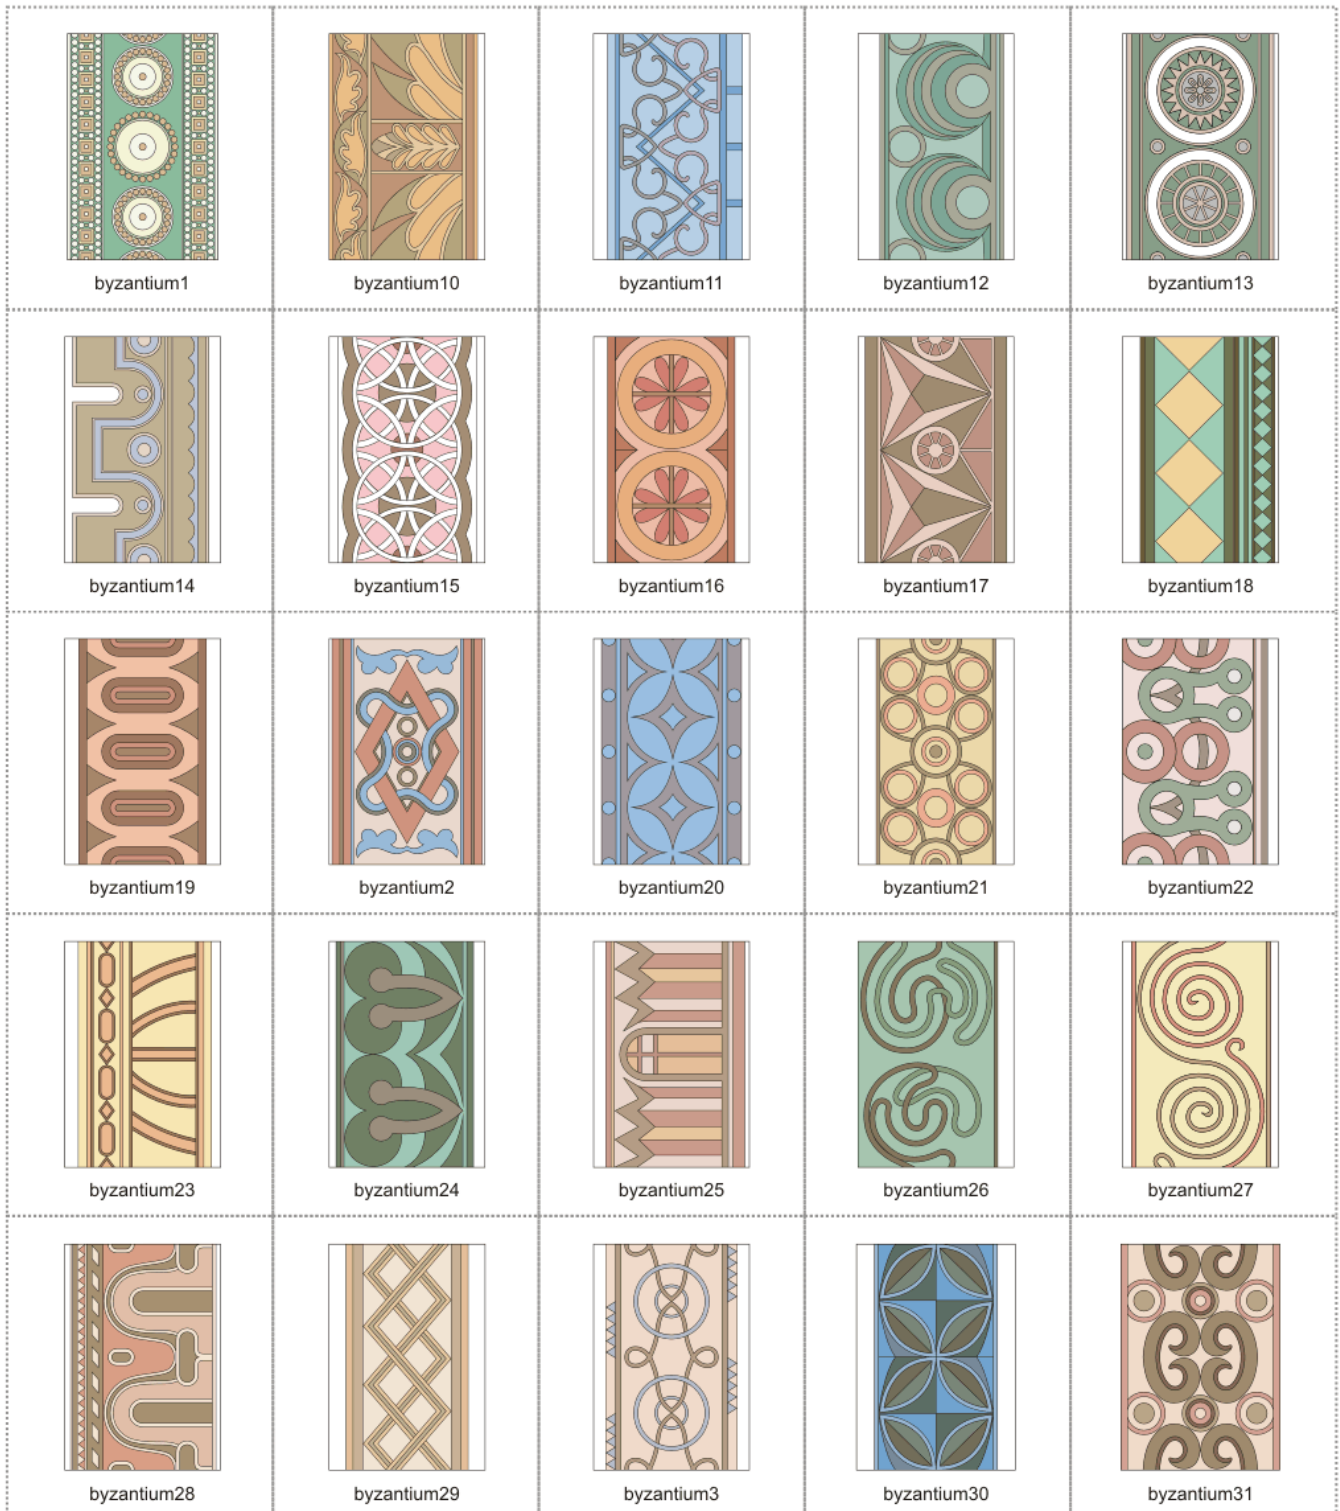 byzantium1 byzantium10 byzantium11 byzantium12 byzantium13
byzantium14 byzantium15 byzantium16 byzantium17 byzantium18
byzantium19 byzantium2 byzantium20 byzantium21 byzantium22
byzantium23 byzantium24 byzantium25 byzantium26 byzantium27
byzantium28 byzantium29 byzantium3 byzantium30 byzantium31